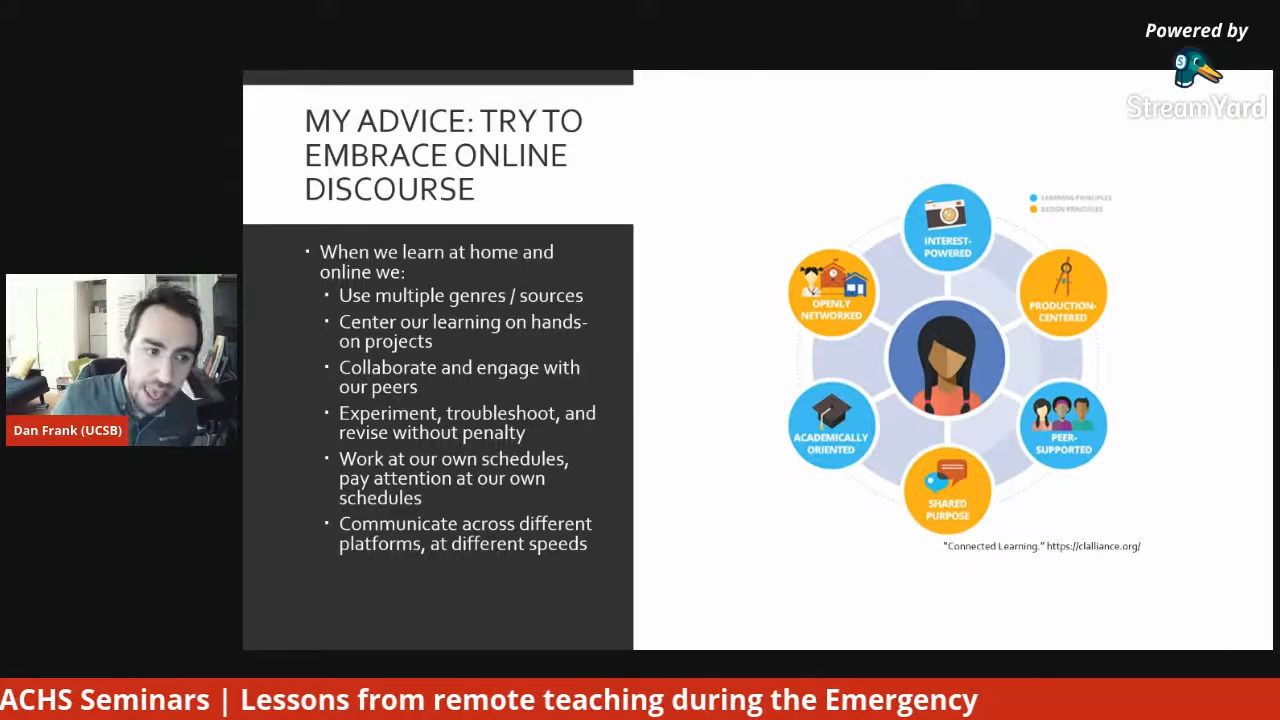 Powered by
StreamYard
MY ADVICE: TRY TO
EMBRACE ONLINE
DISCOURSE
When we learn at home and
online we:
Use multiple genres / sources
Center our learning on hands-
on projects
Collaborate and engage with
our peers
Experiment, troubleshoot, and
revise without penalty
Work at our own schedules,
pay attention at our own
schedules
Communicate across different
platforms, at different speeds
LEARNING PRINCIPLES
DESIGN PRINCIPLES
INTEREST-
POWERED
OPENLY
NETWORKED
PRODUCTION-
CENTERED
ACADEMICALLY
ORIENTED
PEER-
SUPPORTED
SHARED
PURPOSE
"Connected Learning." https://clalliance.org/
Dan Frank (UCSB)
ACHS Seminars | Lessons from remote teaching during the Emergency